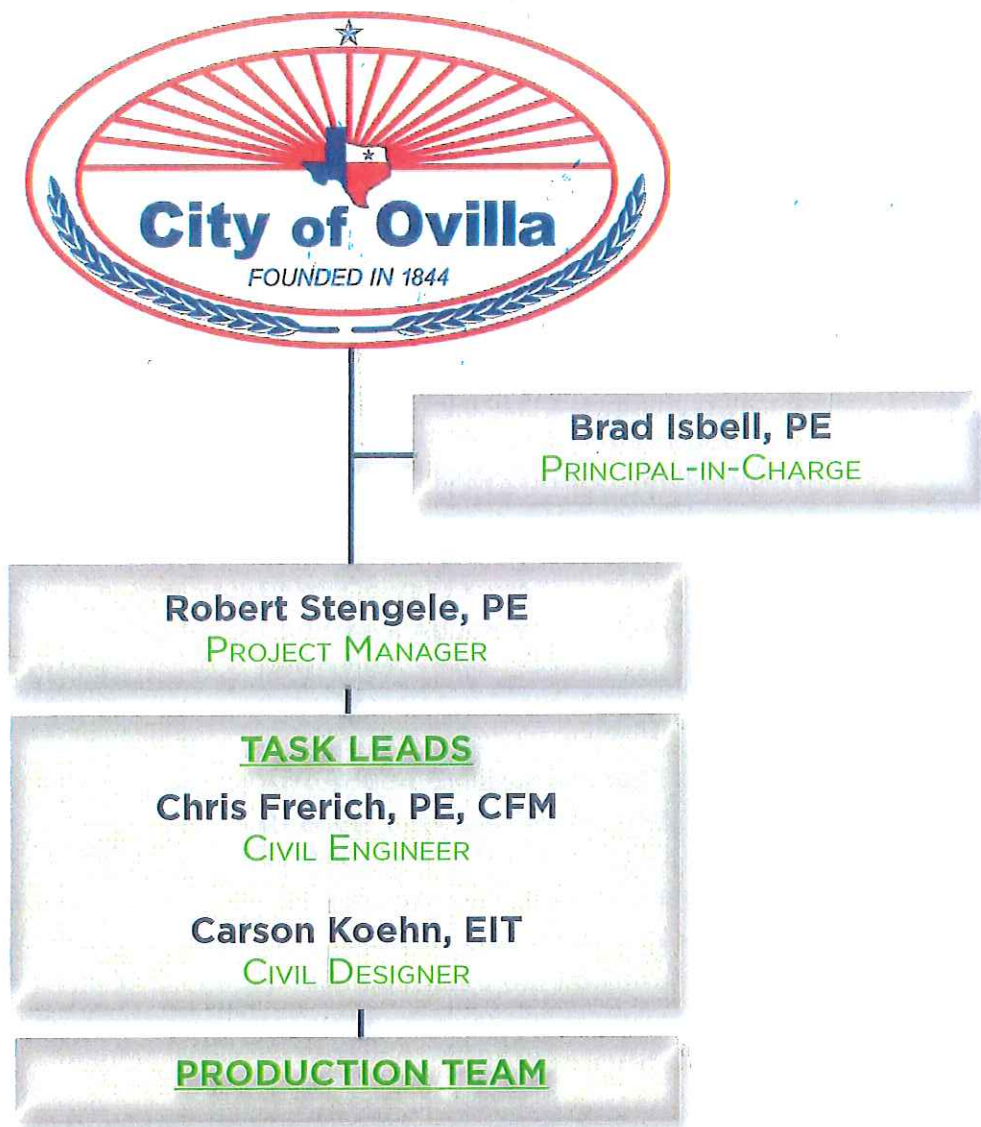 City of Ovilla
FOUNDED IN 1844
Brad Isbell, PE
PRINCIPAL-IN-CHARGE
Robert Stengele, PE
PROJECT MANAGER
TASK LEADS
Chris Frerich, PE, CFM
CIVIL ENGINEER
Carson Koehn, EIT
CIVIL DESIGNER
PRODUCTION TEAM